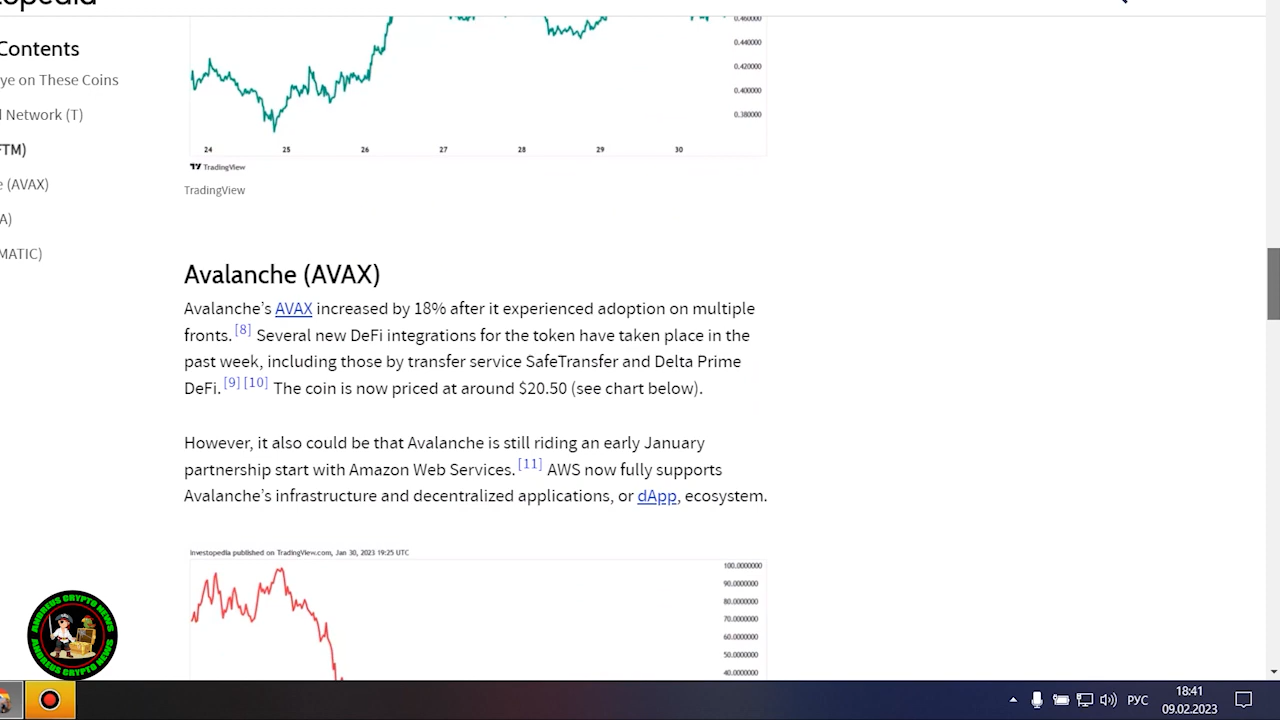 Contents
0.460000
ye on These Coins
0.440000
0.420000
0.400000
l Network (T)
0.380000
FTM)
24 25 26 27 28 29 30
TradingView
e (AVAX)
TradingView
A)
MATIC)
Avalanche (AVAX)
Avalanche's AVAX increased by 18% after it experienced adoption on multiple
fronts.[8] Several new DeFi integrations for the token have taken place in the
past week, including those by transfer service SafeTransfer and Delta Prime
DeFi.[9][10] The coin is now priced at around $20.50 (see chart below).
However, it also could be that Avalanche is still riding an early January
partnership start with Amazon Web Services.[11] AWS now fully supports
Avalanche's infrastructure and decentralized applications, or dApp, ecosystem.
Investopedia published on TradingView.com, Jan 30, 2023 19:25 UTC
100.0000000
90.0000000
80.0000000
70.0000000
60.0000000
50.0000000
40.0000000
ANDREUS CRYPTO NEWS
ANDREUS CRYPTO NEWS
РУС
18:41
09.02.2023